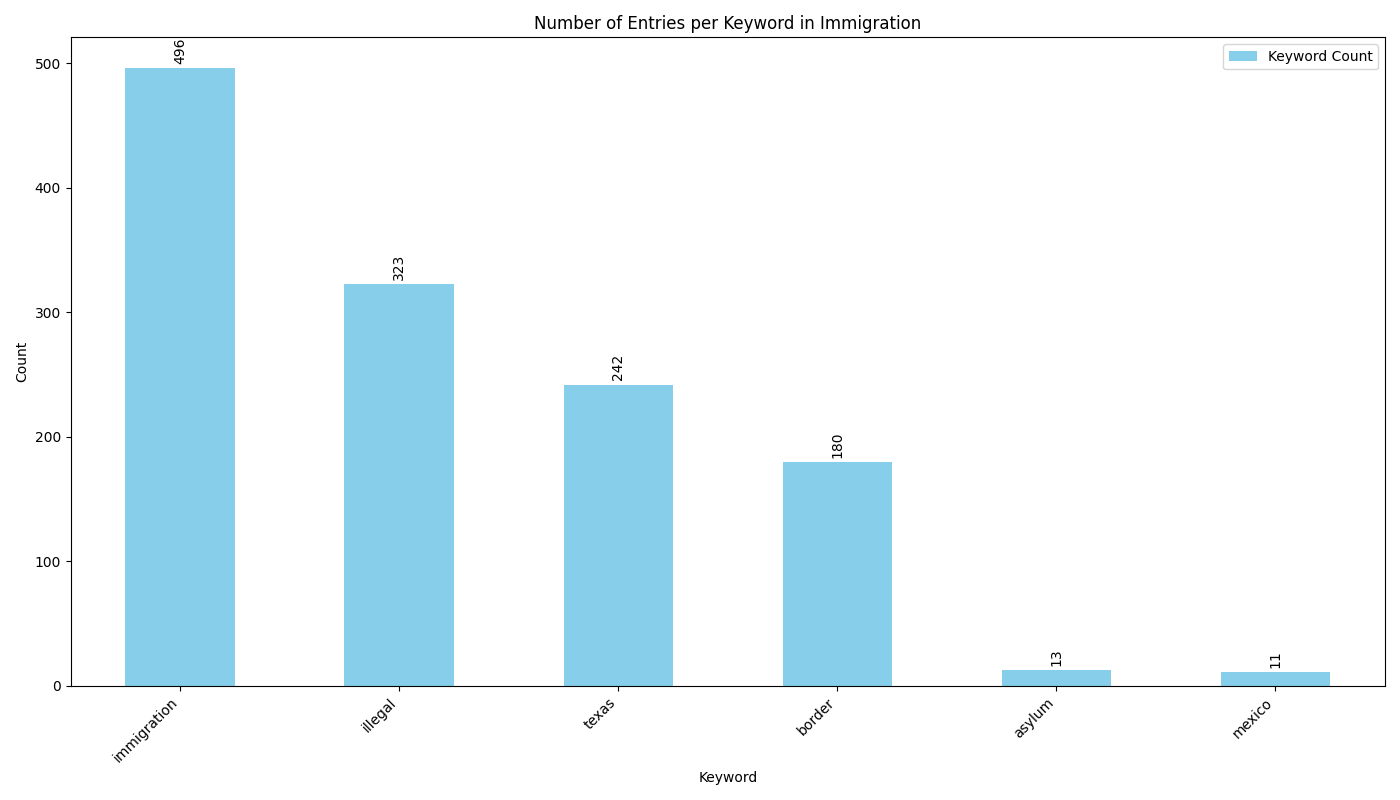 Number of Entries per Keyword in Immigration
Keyword Count
496
323
242
180
13
11
500
400
300
200
100
0
Count
immigration
illegal
texas
border
asylum
mexico
Keyword